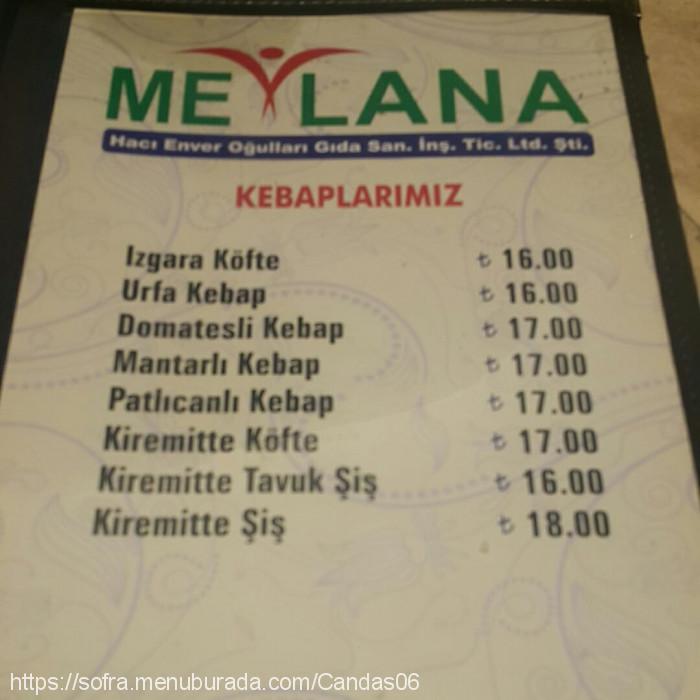 MEYLANA
Hacı Enver Oğulları Gıda San. İnş. Tic. Ltd. Şti.
KEBAPLARIMIZ
Izgara Köfte ₺ 16.00
Urfa Kebap ₺ 16.00
Domatesli Kebap ₺ 17.00
Mantarlı Kebap ₺ 17.00
Patlıcanlı Kebap ₺ 17.00
Kiremitte Köfte ₺ 17.00
Kiremitte Tavuk Şiş ₺ 16.00
Kiremitte Şiş ₺ 18.00
https://sofra.menuburada.com/Candas06